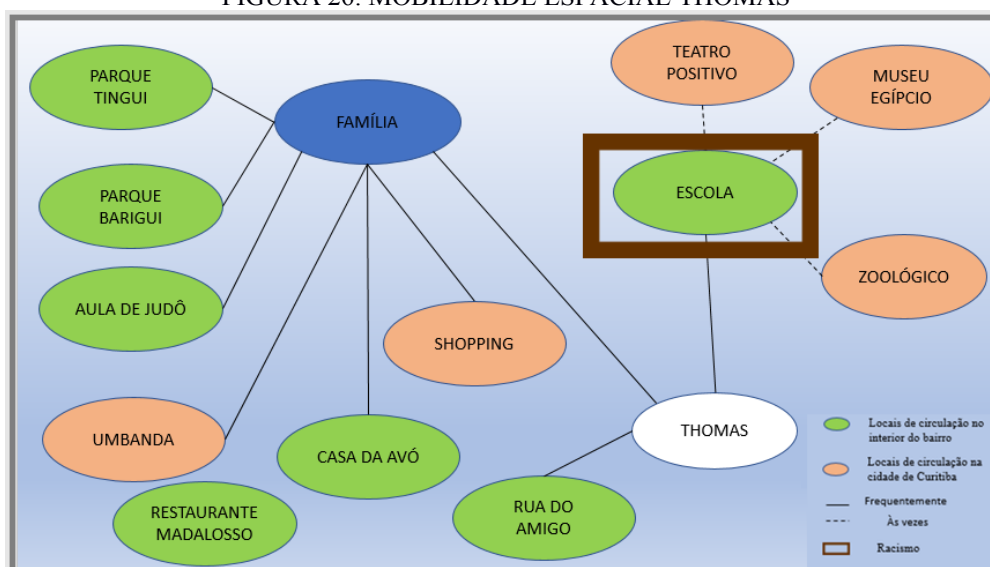 FIGURA 20: MOBILIDADE ESPACIAL THOMAS
PARQUE
TINGUI
FAMÍLIA
TEATRO
POSITIVO
MUSEU
EGÍPCIO
PARQUE
BARIGUI
ESCOLA
AULA DE JUDÔ
ZOOLÓGICO
SHOPPING
UMBANDA
CASA DA AVÓ
THOMAS
RESTAURANTE
MADALOSSO
RUA DO
AMIGO
Locais de circulação no
interior do bairro
Locais de circulação na
cidade de Curitiba
Frequentemente
Às vezes
Racismo